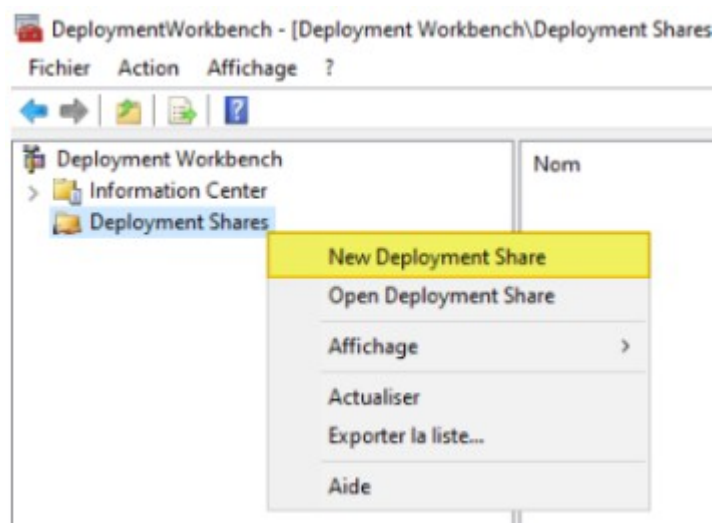 DeploymentWorkbench - [Deployment Workbench\Deployment Shares
Fichier Action Affichage ?
Deployment Workbench
Information Center
Deployment Shares
Nom
New Deployment Share
Open Deployment Share
Affichage
Actualiser
Exporter la liste...
Aide